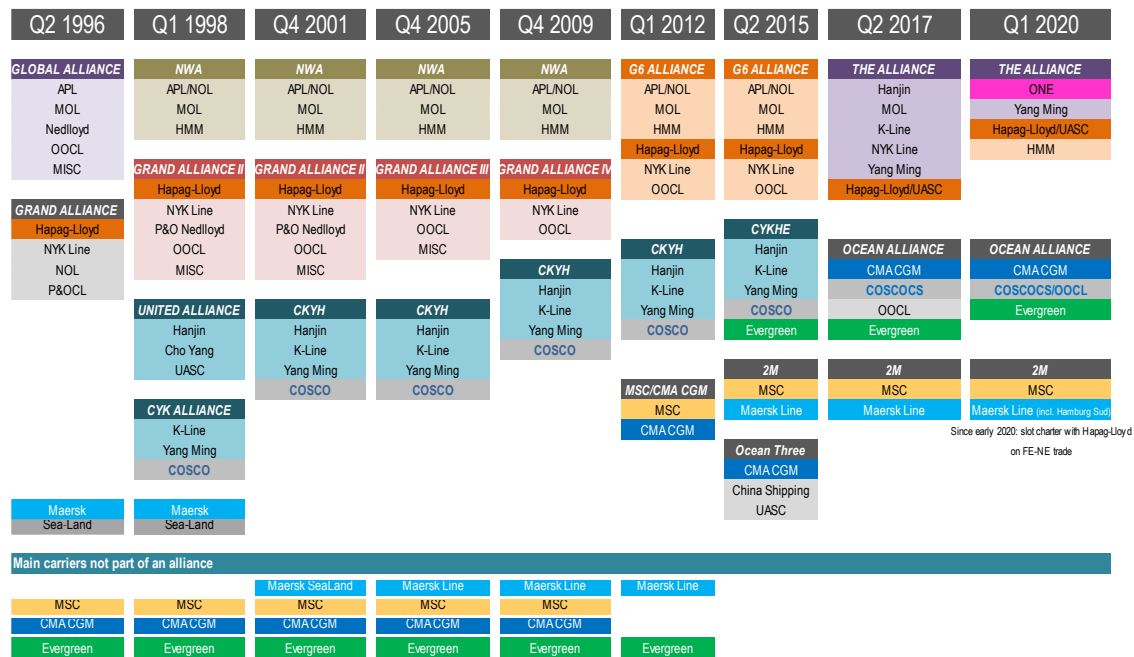 Q2 1996
GLOBAL ALLIANCE
APL
MOL
Nedlloyd
OOCL
MISC
GRAND ALLIANCE
Hapag-Lloyd
NYK Line
NOL
P&OCL
Maersk
Sea-Land
Q1 1998
NWA
APL/NOL
MOL
HMM
GRAND ALLIANCE II
Hapag-Lloyd
NYK Line
P&O Nedlloyd
OOCL
MISC
UNITED ALLIANCE
Hanjin
Cho Yang
UASC
CYK ALLIANCE
K-Line
Yang Ming
COSCO
Maersk
Sea-Land
Q4 2001
NWA
APL/NOL
MOL
HMM
GRAND ALLIANCE II
Hapag-Lloyd
NYK Line
P&O Nedlloyd
OOCL
MISC
CKYH
Hanjin
K-Line
Yang Ming
COSCO
Q4 2005
NWA
APL/NOL
MOL
HMM
GRAND ALLIANCE III
Hapag-Lloyd
NYK Line
OOCL
MISC
CKYH
Hanjin
K-Line
Yang Ming
COSCO
Q4 2009
NWA
APL/NOL
MOL
HMM
GRAND ALLIANCE IV
Hapag-Lloyd
NYK Line
OOCL
CKYH
Hanjin
K-Line
Yang Ming
COSCO
Q1 2012
G6 ALLIANCE
APL/NOL
MOL
HMM
Hapag-Lloyd
NYK Line
OOCL
CKYH
Hanjin
K-Line
Yang Ming
COSCO
MSC/CMA CGM
MSC
CMA CGM
Q2 2015
G6 ALLIANCE
APL/NOL
MOL
HMM
Hapag-Lloyd
NYK Line
OOCL
CYKHE
Hanjin
K-Line
Yang Ming
COSCO
Evergreen
2M
MSC
Maersk Line
Ocean Three
CMA CGM
China Shipping
UASC
Q2 2017
THE ALLIANCE
Hanjin
MOL
K-Line
NYK Line
Yang Ming
Hapag-Lloyd/UASC
OCEAN ALLIANCE
CMA CGM
COSCOCS
OOCL
Evergreen
2M
MSC
Maersk Line
Q1 2020
THE ALLIANCE
ONE
Yang Ming
Hapag-Lloyd/UASC
HMM
OCEAN ALLIANCE
CMA CGM
COSCOCS/OOCL
Evergreen
2M
MSC
Maersk Line (incl. Hamburg Sud)
Since early 2020: slot charter with Hapag-Lloyd
on FE-NE trade
Main carriers not part of an alliance
Maersk SeaLand Maersk Line Maersk Line Maersk Line
MSC MSC MSC MSC MSC
CMA CGM CMA CGM CMA CGM CMA CGM CMA CGM
Evergreen Evergreen Evergreen Evergreen Evergreen Evergreen